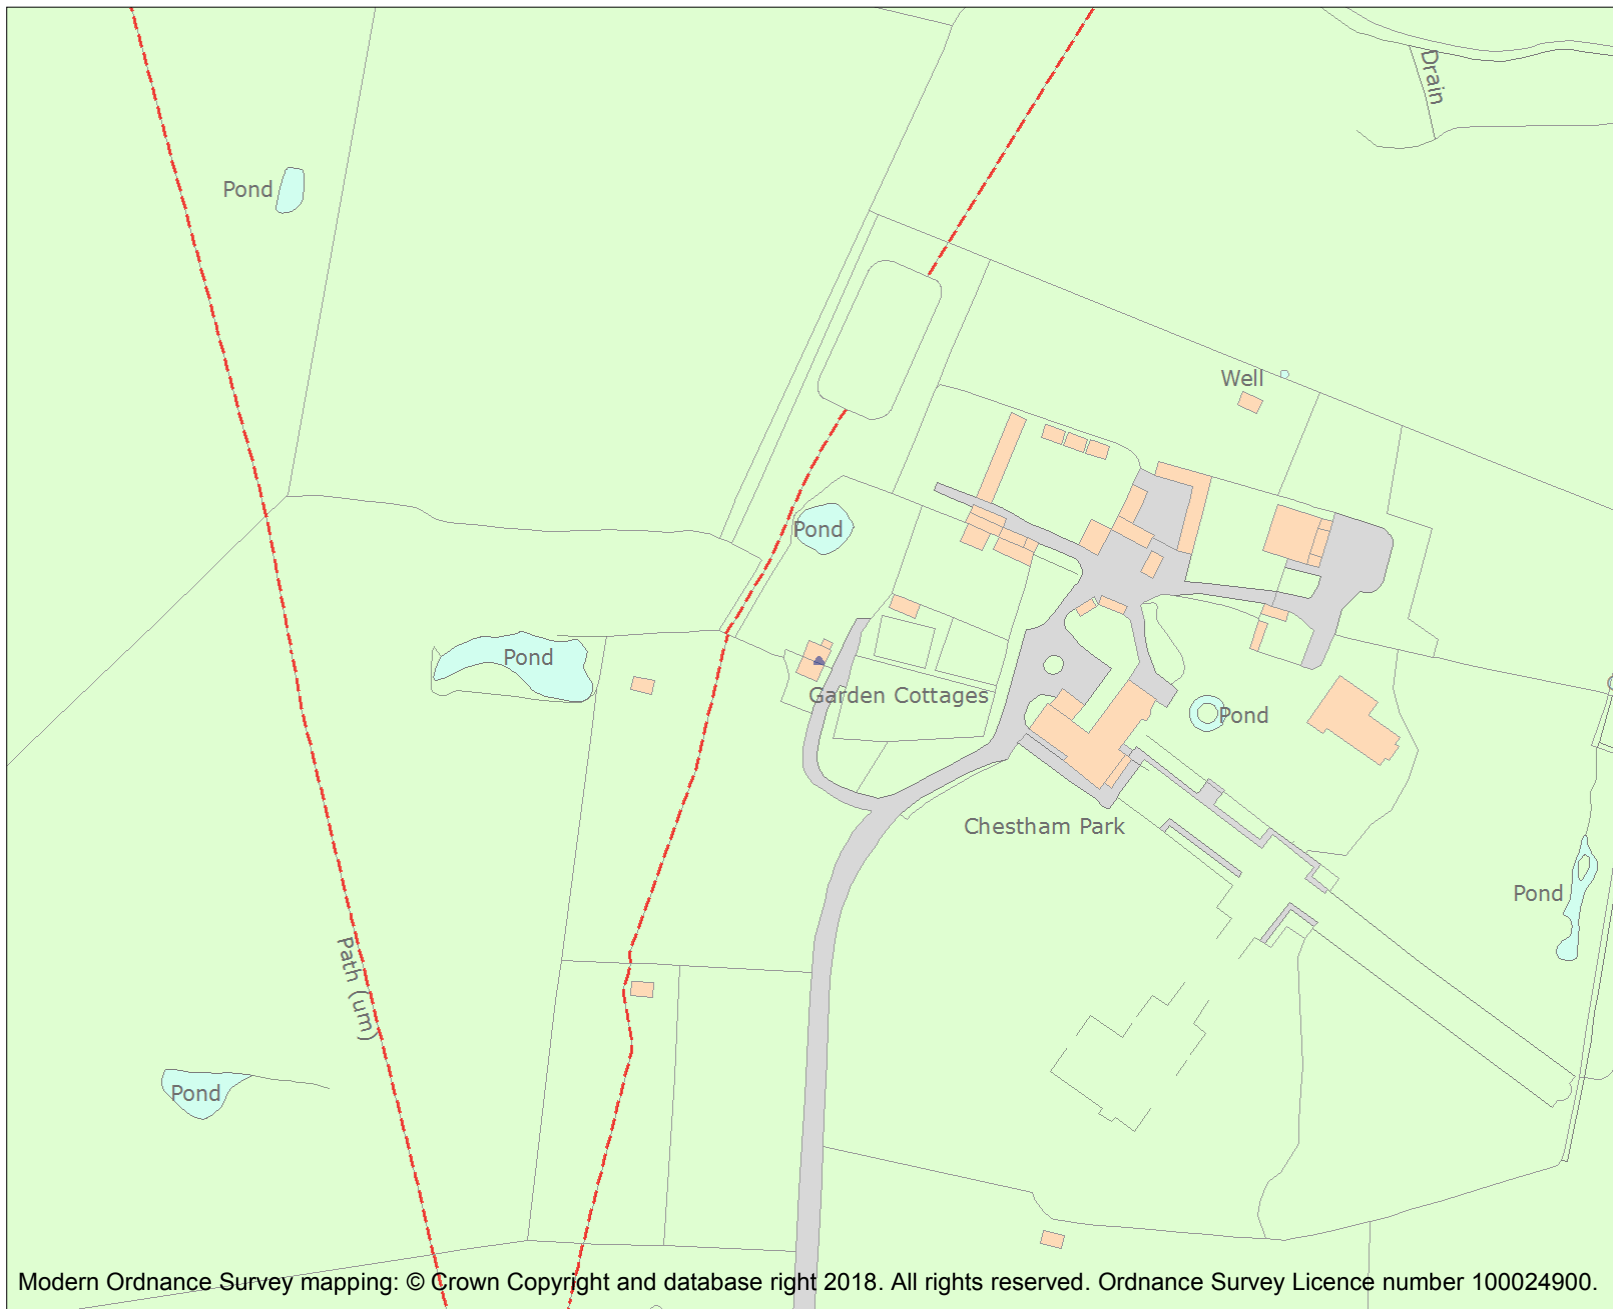 Drain
Pond
Well
Pond
Pond
Garden Cottages
Pond
Chestham Park
Pond
Path (um)
Pond
Modern Ordnance Survey mapping: © Crown Copyright and database right 2018. All rights reserved. Ordnance Survey Licence number 100024900.